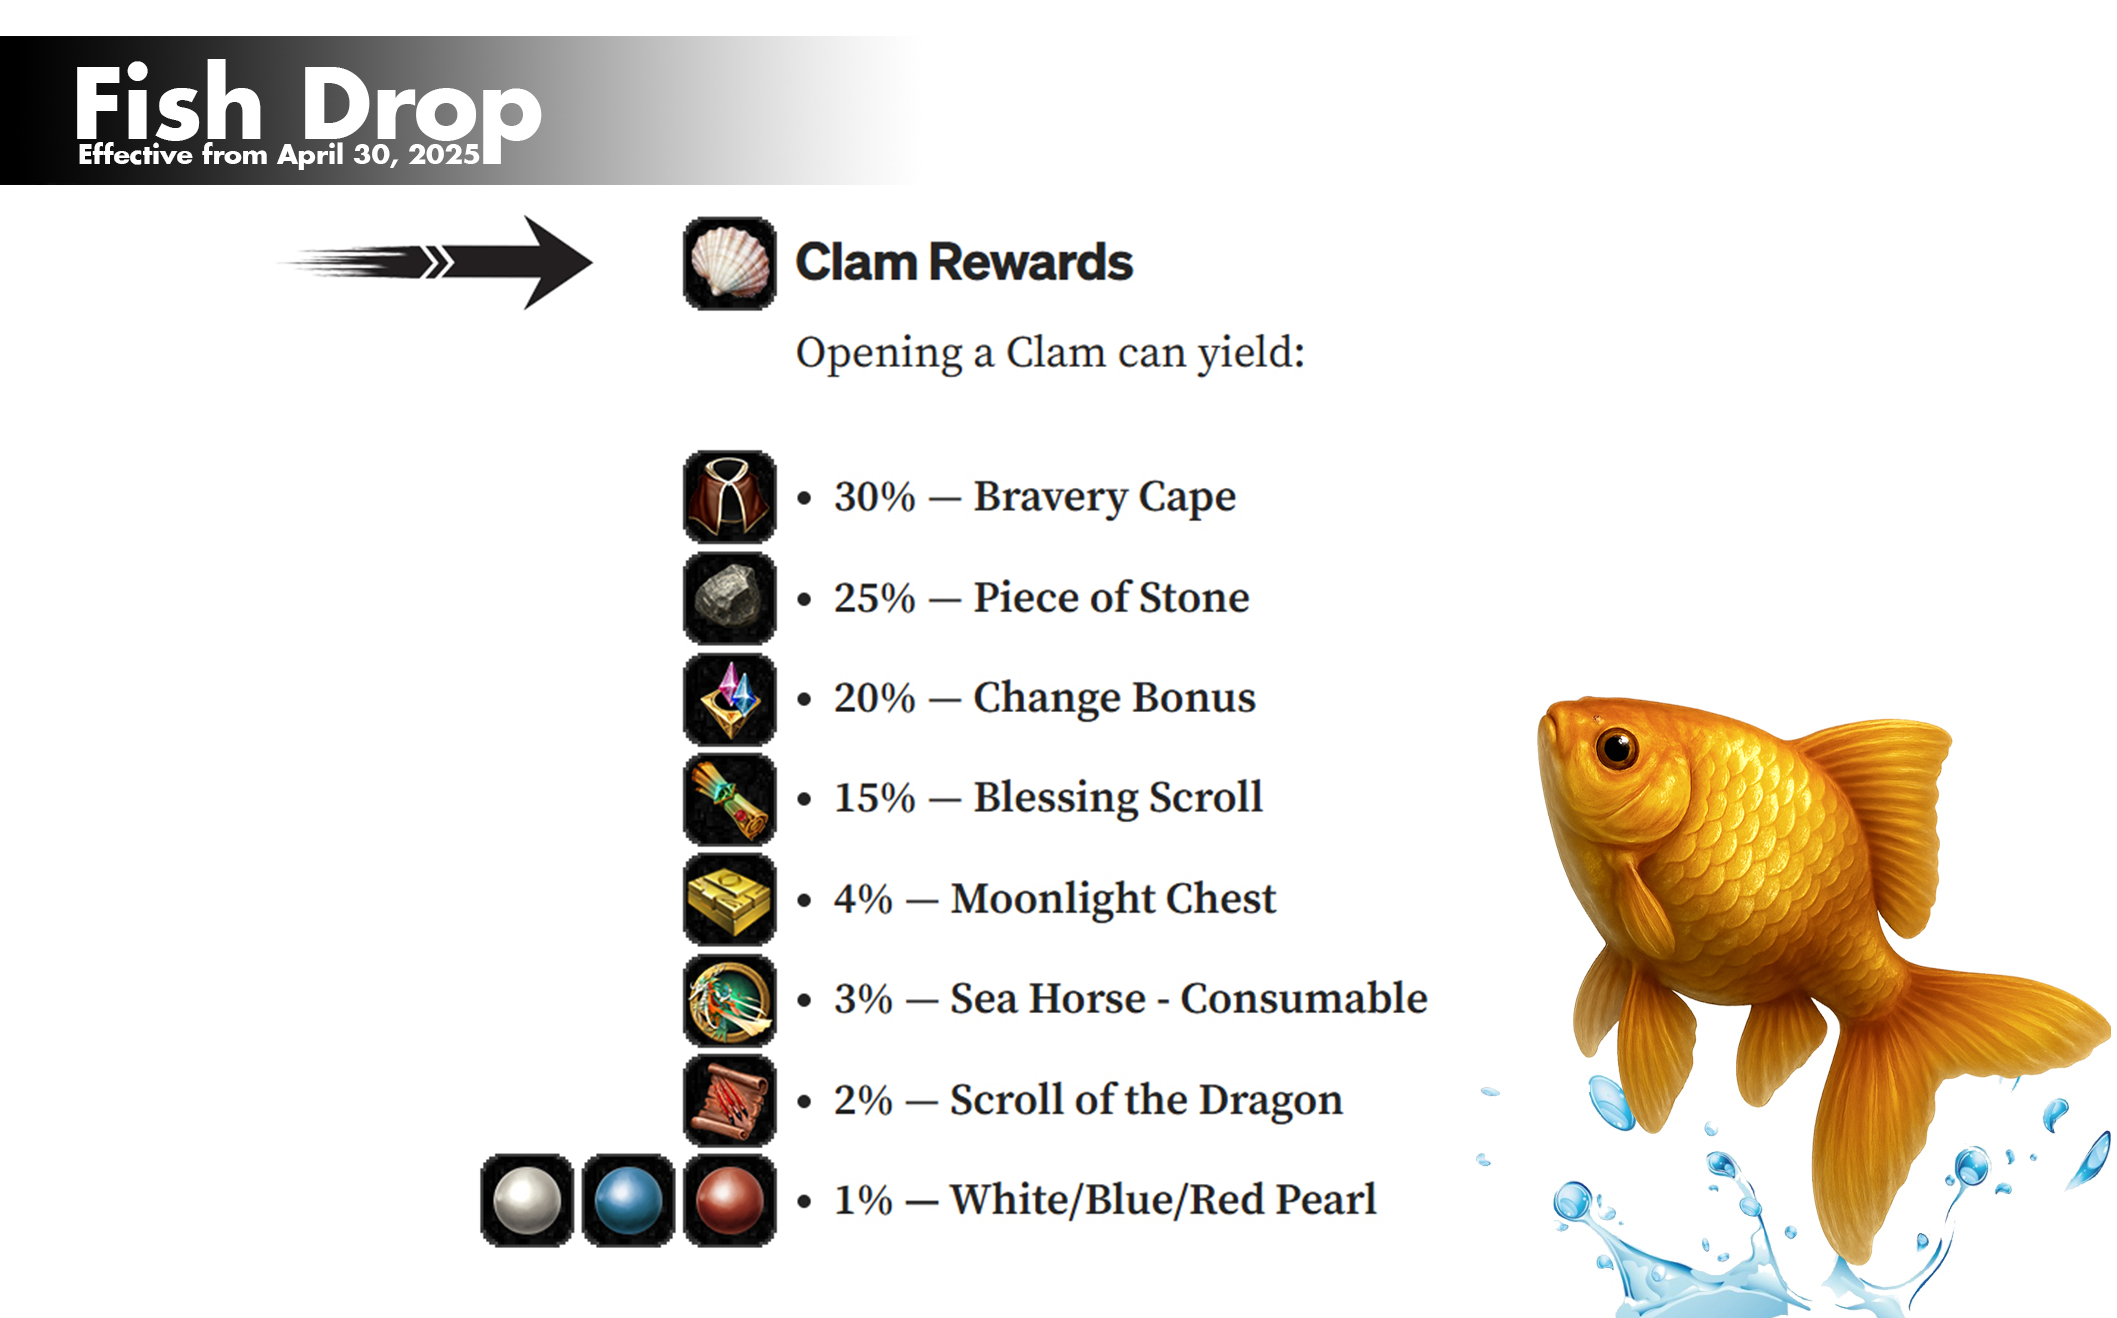 Fish Drop
Effective from April 30, 2025
Clam Rewards
Opening a Clam can yield:
• 30% — Bravery Cape
• 25% — Piece of Stone
• 20% — Change Bonus
• 15% — Blessing Scroll
• 4% — Moonlight Chest
• 3% — Sea Horse - Consumable
• 2% — Scroll of the Dragon
• 1% — White/Blue/Red Pearl